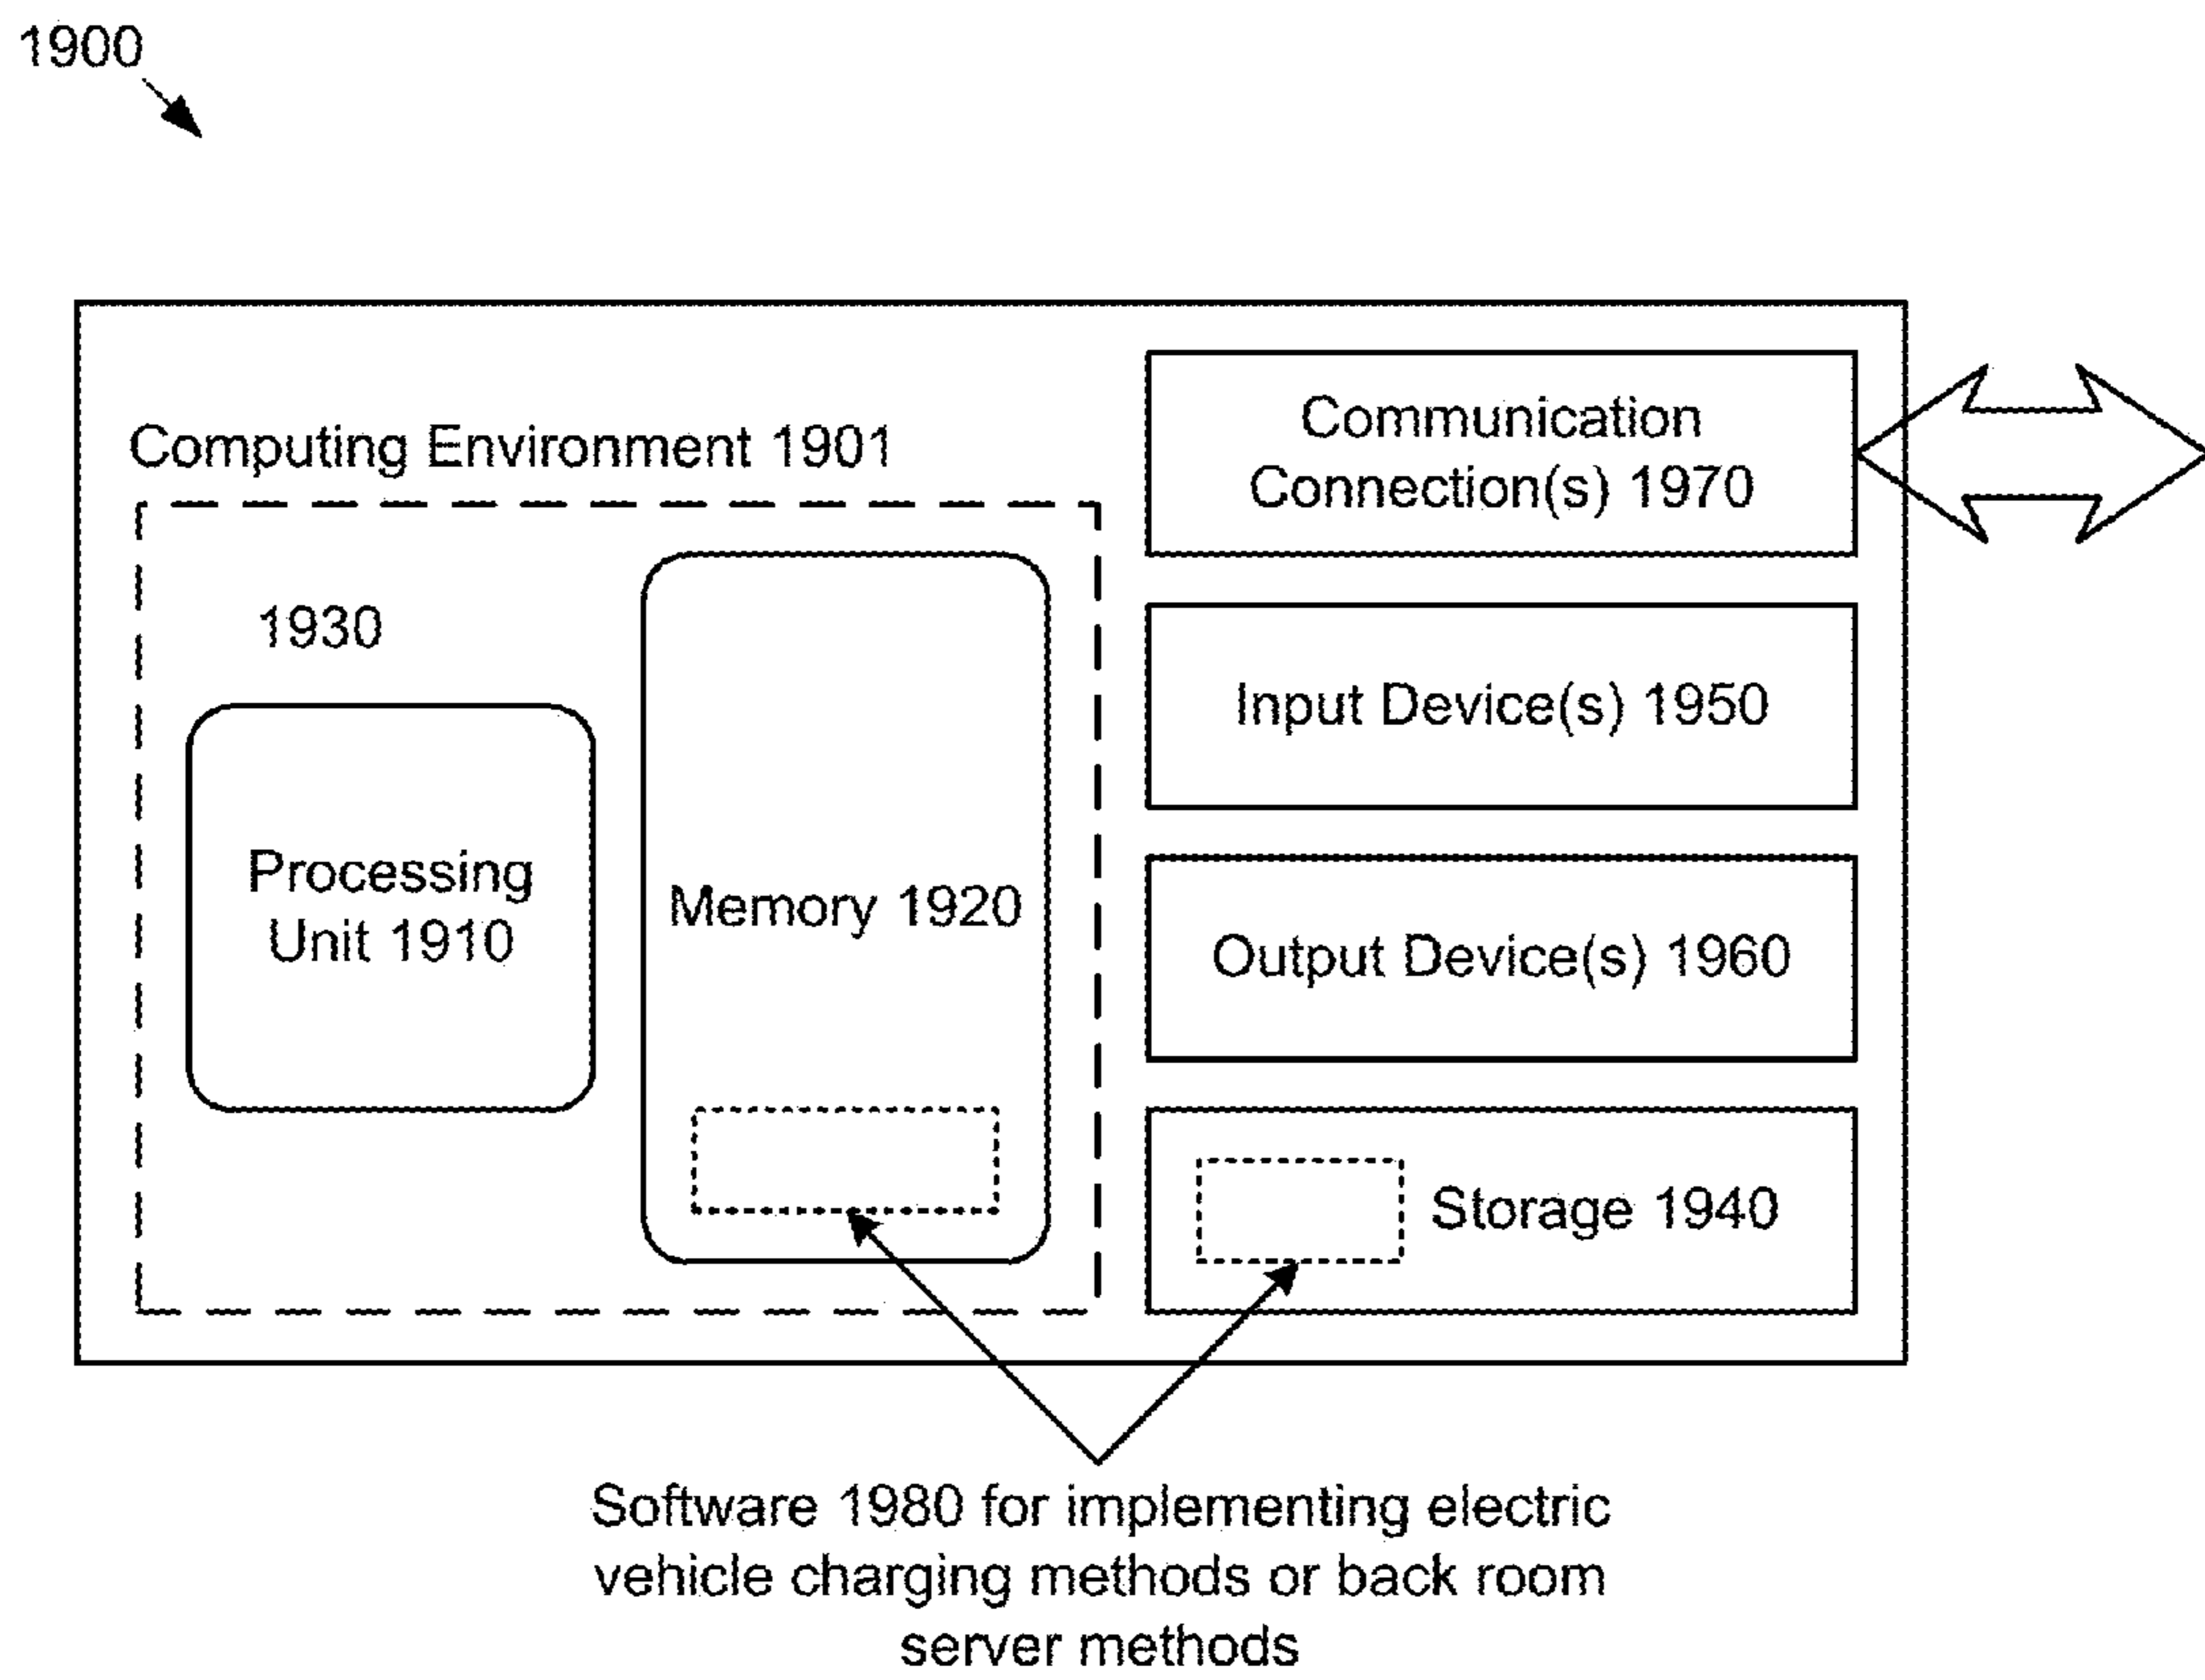 1900
Computing Environment 1901
1930
Processing
Unit 1910
Memory 1920
Communication
Connection(s) 1970
Input Device(s) 1950
Output Device(s) 1960
Storage 1940
Software 1980 for implementing electric
vehicle charging methods or back room
server methods